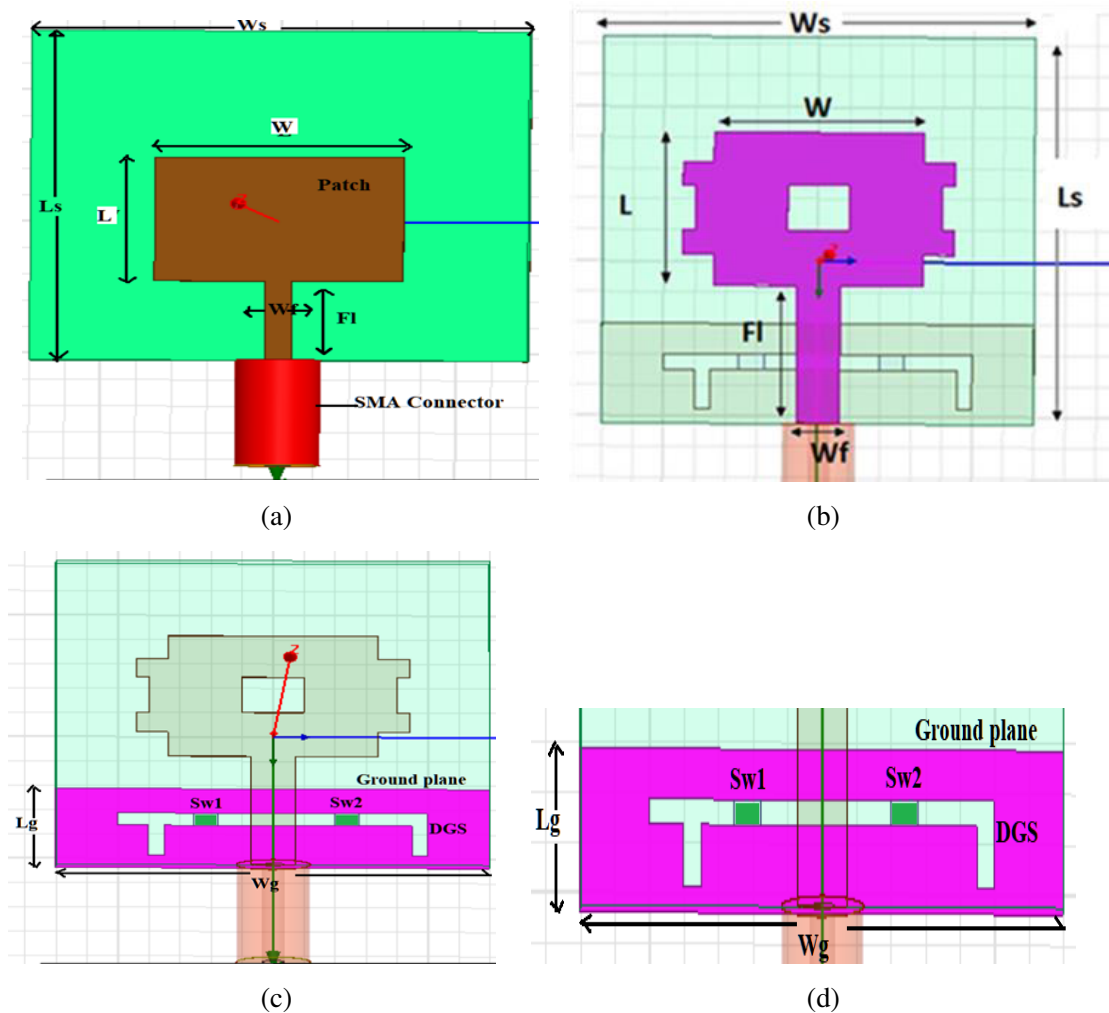 Ws
W
Patch
Ls
L
Wf
Fl
SMA Connector
(a)
Ws
W
L
Ls
Fl
Wf
(b)
Z
Ground plane
Sw1
Sw2
Lg
DGS
Wg
(c)
Ground plane
Sw1
Sw2
Lg
DGS
Wg
(d)